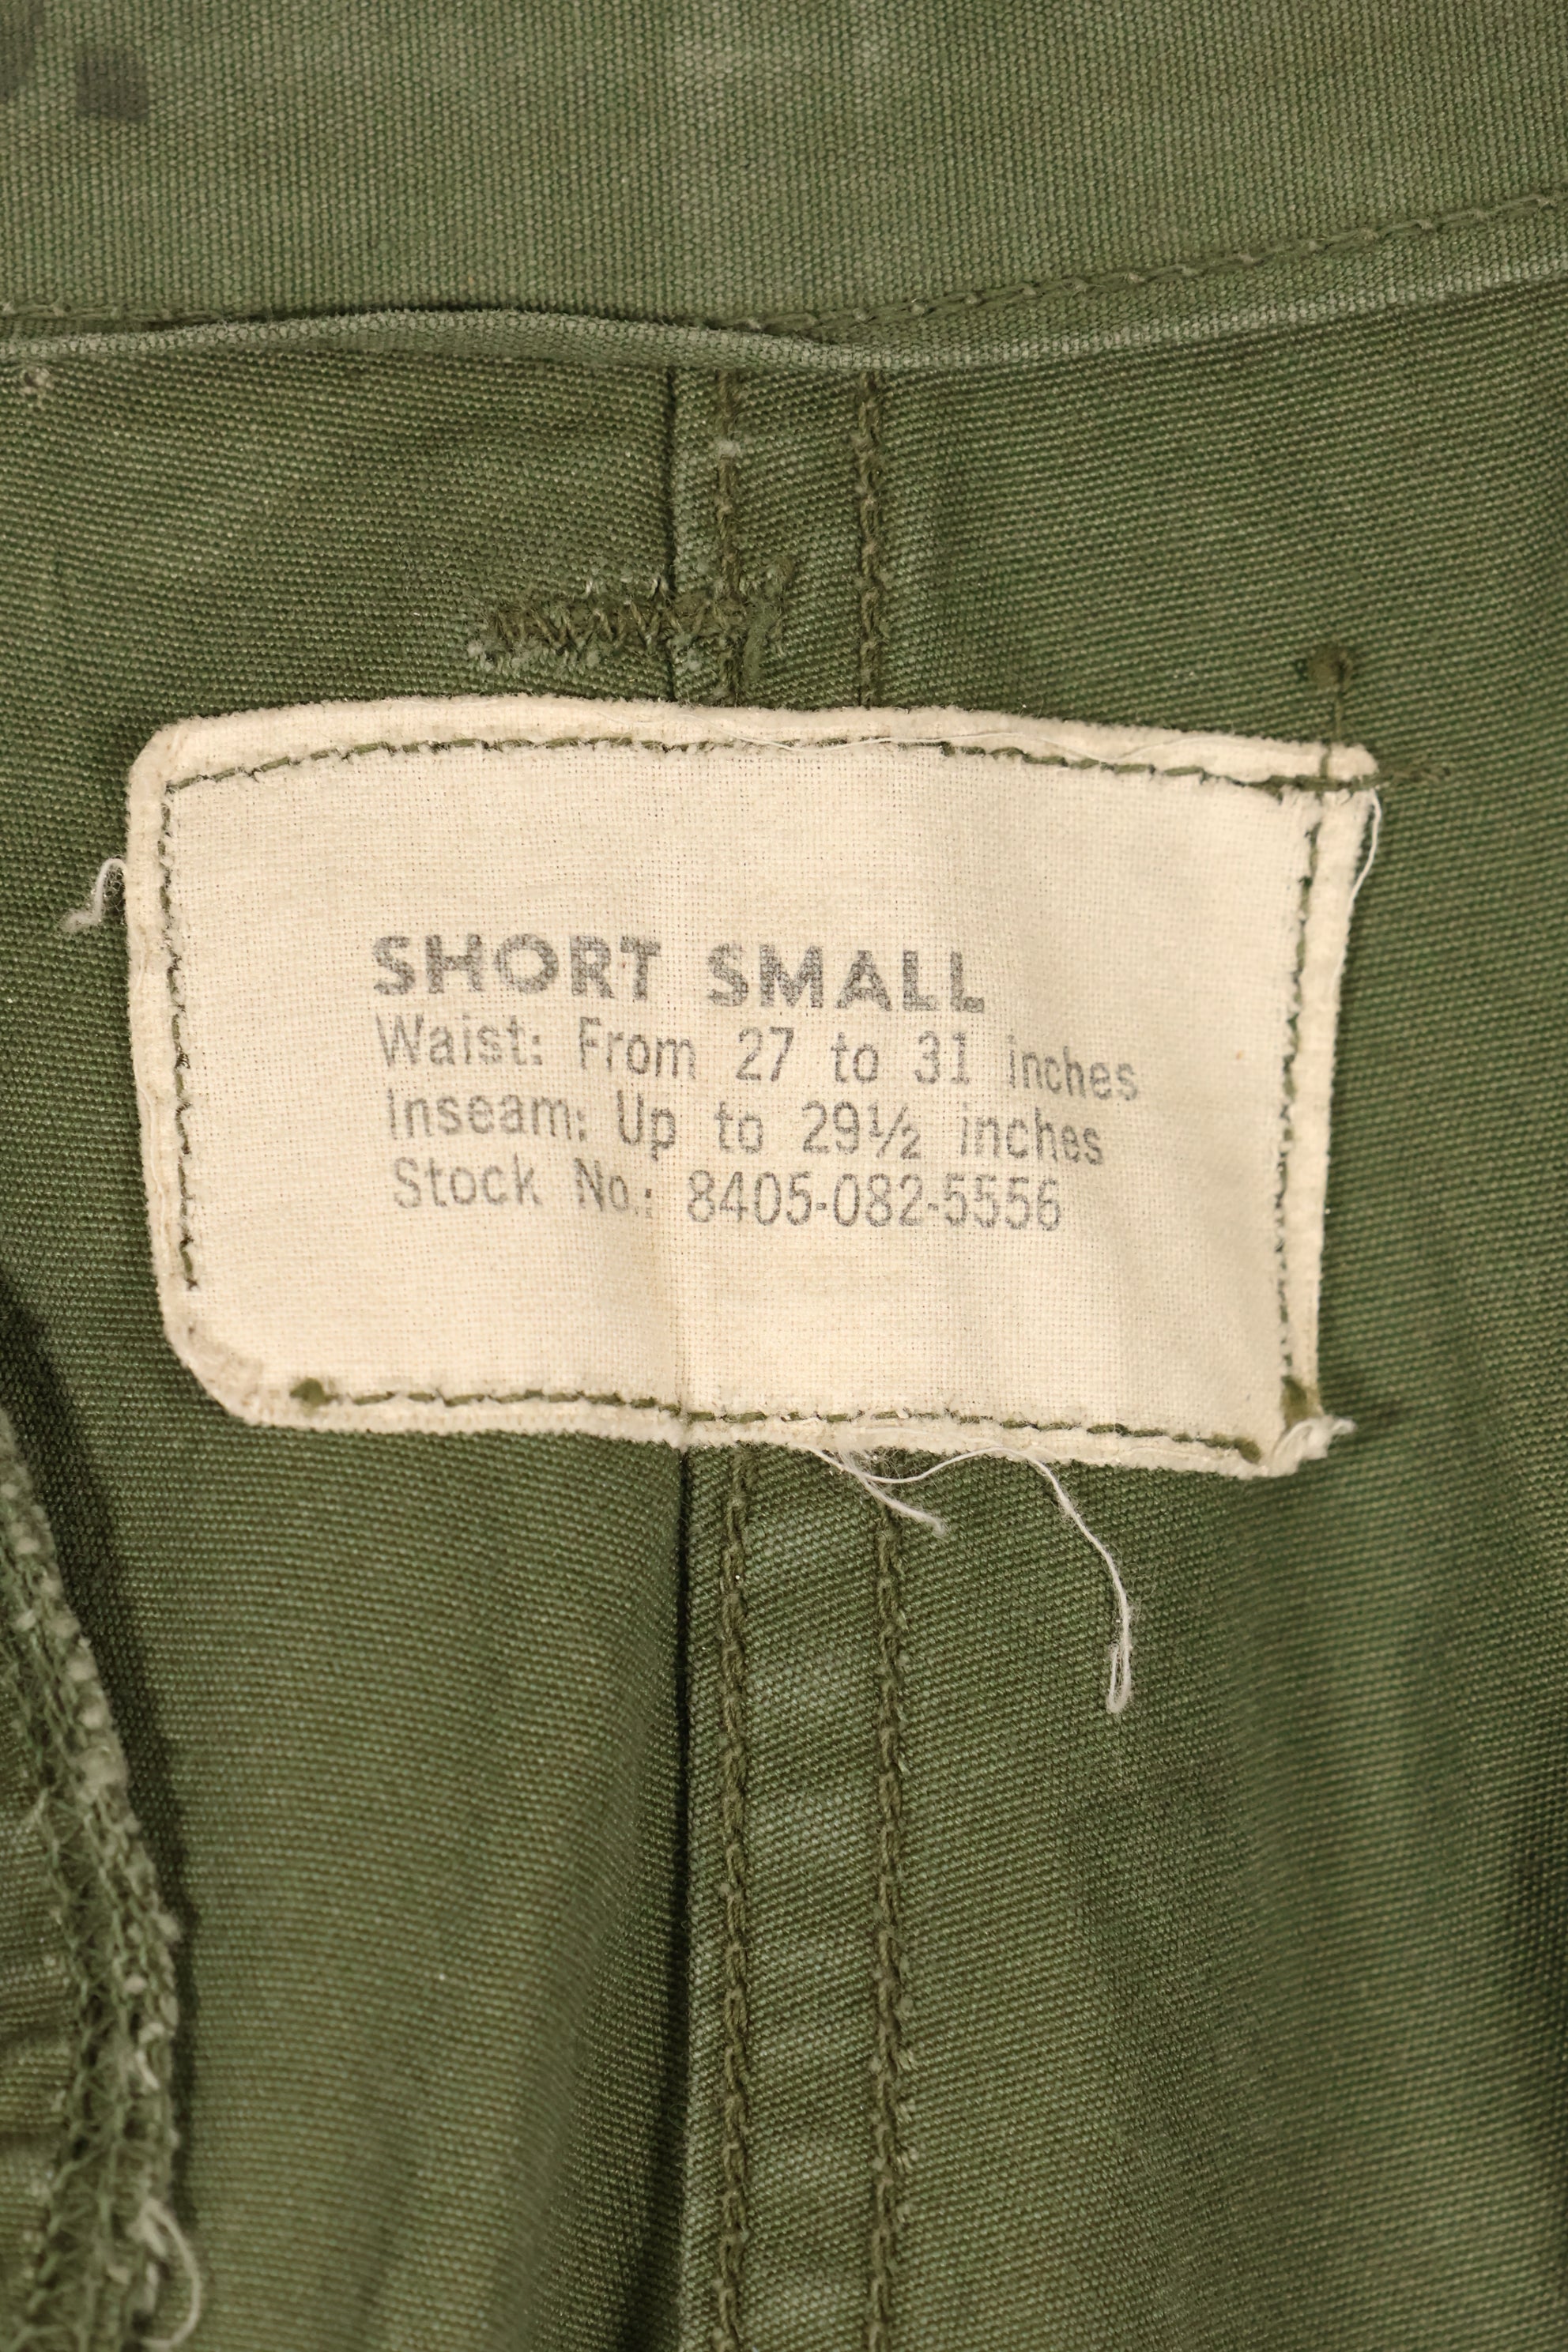 SHORT SMALL
Waist: From 27 to 31 inches
Inseam: Up to 29½ inches
Stock No.: 8405-082-5556